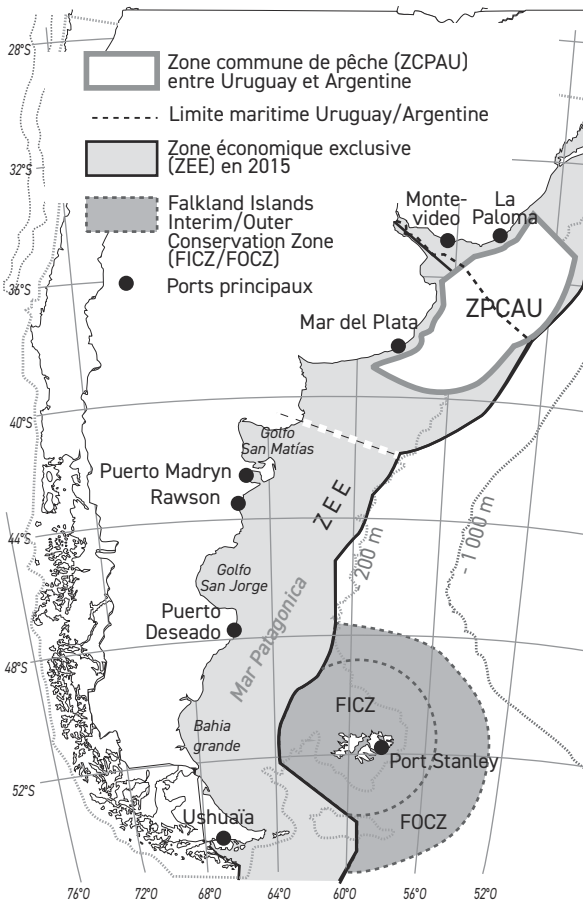 28°S
Zone commune de pêche (ZCPAU)
entre Uruguay et Argentine
Limite maritime Uruguay/Argentine
Zone économique exclusive
(ZEE) en 2015
32°S
Falkland Islands
Interim/Outer
Conservation Zone
(FICZ/FOCZ)
Ports principaux
36°S
Monte-
video
La
Paloma
ZPCAU
Mar del Plata
40°S
Golfo
San Matías
Puerto Madryn
Rawson
ZEE
44°S
- 200 m
- 1 000 m
Golfo
San Jorge
Puerto
Deseado
Mar Patagonica
48°S
FICZ
Bahia
grande
Port Stanley
52°S
Ushuaïa
FOCZ
76°O
72°O
68°O
64°O
60°O
56°O
52°O